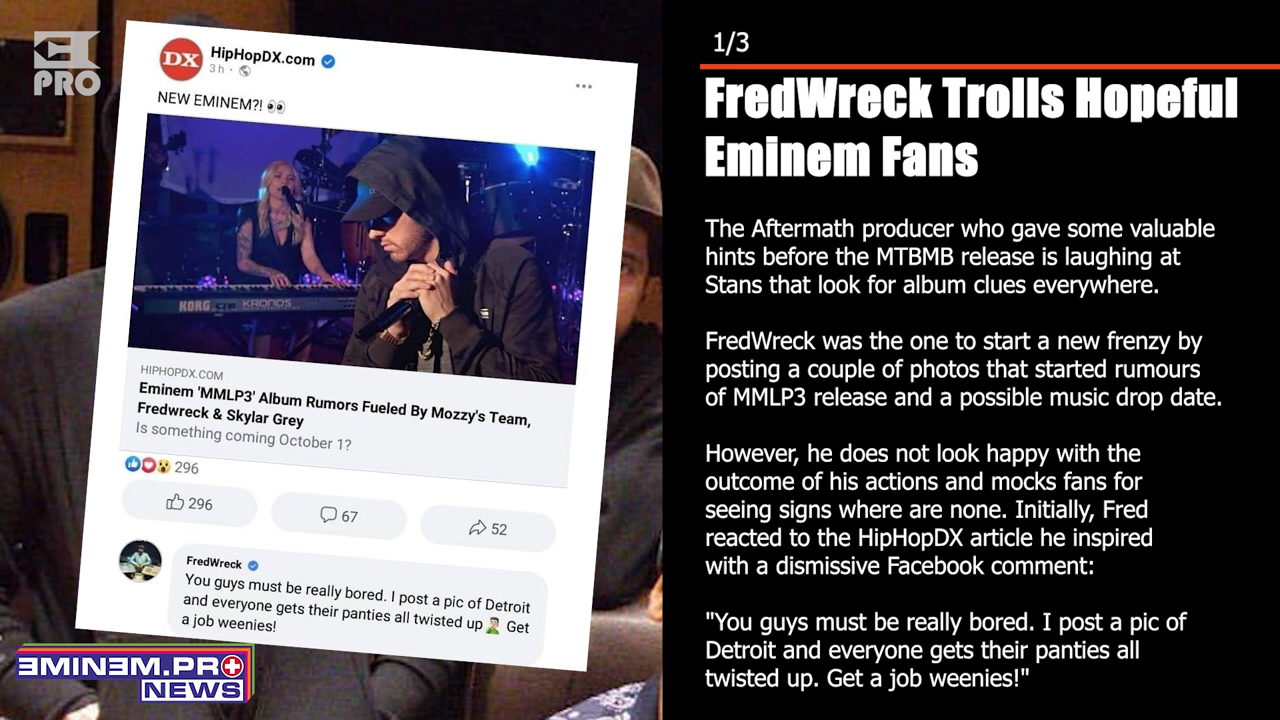 E
PRO
DX
HipHopDX.com
3 h ·
NEW EMINEM?! 👀
KORG KRONOS
HIPHOPDX.COM
Eminem 'MMLP3' Album Rumors Fueled By Mozzy's Team,
Fredwreck & Skylar Grey
Is something coming October 1?
296
296
67
52
FredWreck
You guys must be really bored. I post a pic of Detroit
and everyone gets their panties all twisted up🤦 Get
a job weenies!
EMINEM.PRO
NEWS
1/3
FredWreck Trolls Hopeful
Eminem Fans
The Aftermath producer who gave some valuable
hints before the MTBMB release is laughing at
Stans that look for album clues everywhere.
FredWreck was the one to start a new frenzy by
posting a couple of photos that started rumours
of MMLP3 release and a possible music drop date.
However, he does not look happy with the
outcome of his actions and mocks fans for
seeing signs where are none. Initially, Fred
reacted to the HipHopDX article he inspired
with a dismissive Facebook comment:
"You guys must be really bored. I post a pic of
Detroit and everyone gets their panties all
twisted up. Get a job weenies!"